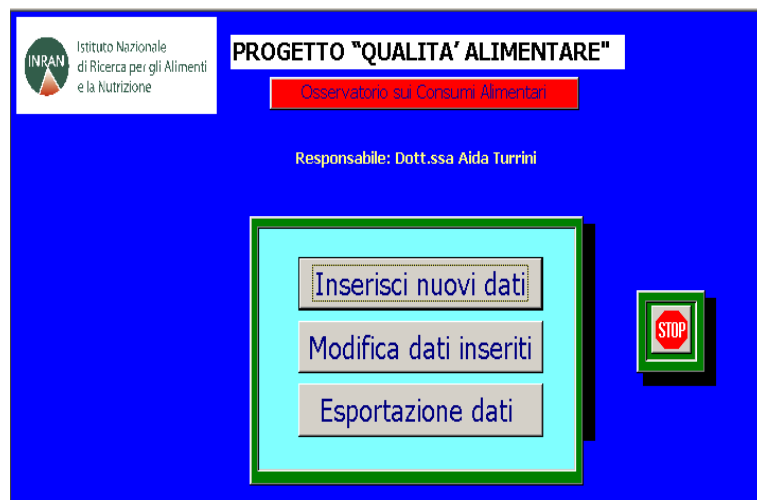 INRAN
Istituto Nazionale
di Ricerca per gli Alimenti
e la Nutrizione
PROGETTO “QUALITA’ ALIMENTARE"
Osservatorio sui Consumi Alimentari
Responsabile: Dott.ssa Aida Turrini
Inserisci nuovi dati
Modifica dati inseriti
Esportazione dati
STOP